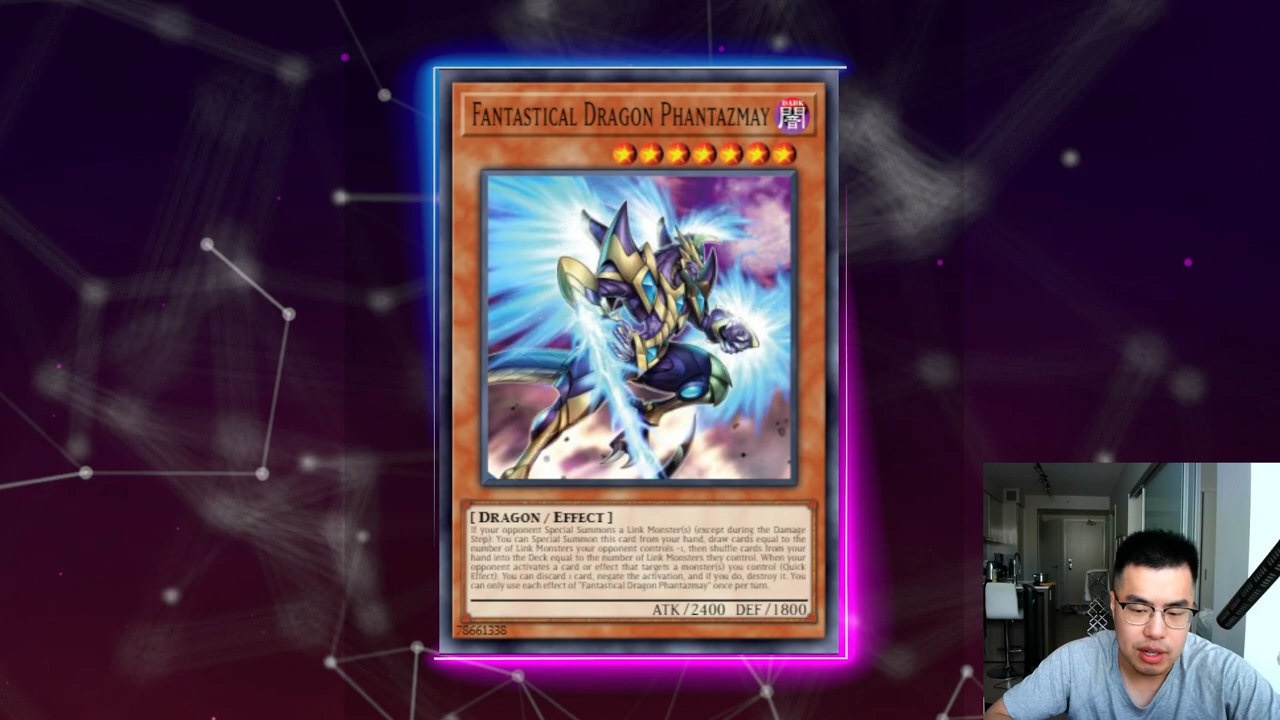 FANTASTICAL DRAGON PHANTAZMAY
DARK
闇
[ DRAGON / EFFECT ]
If your opponent Special Summons a Link Monster(s) (except during the Damage
Step): You can Special Summon this card from your hand, draw cards equal to the
number of Link Monsters your opponent controls +1, then shuffle cards from your
hand into the Deck equal to the number of Link Monsters they control. When your
opponent activates a card or effect that targets a monster(s) you control (Quick
Effect): You can discard 1 card; negate the activation, and if you do, destroy it. You
can only use each effect of "Fantastical Dragon Phantazmay" once per turn.
ATK/2400 DEF/1800
78661338